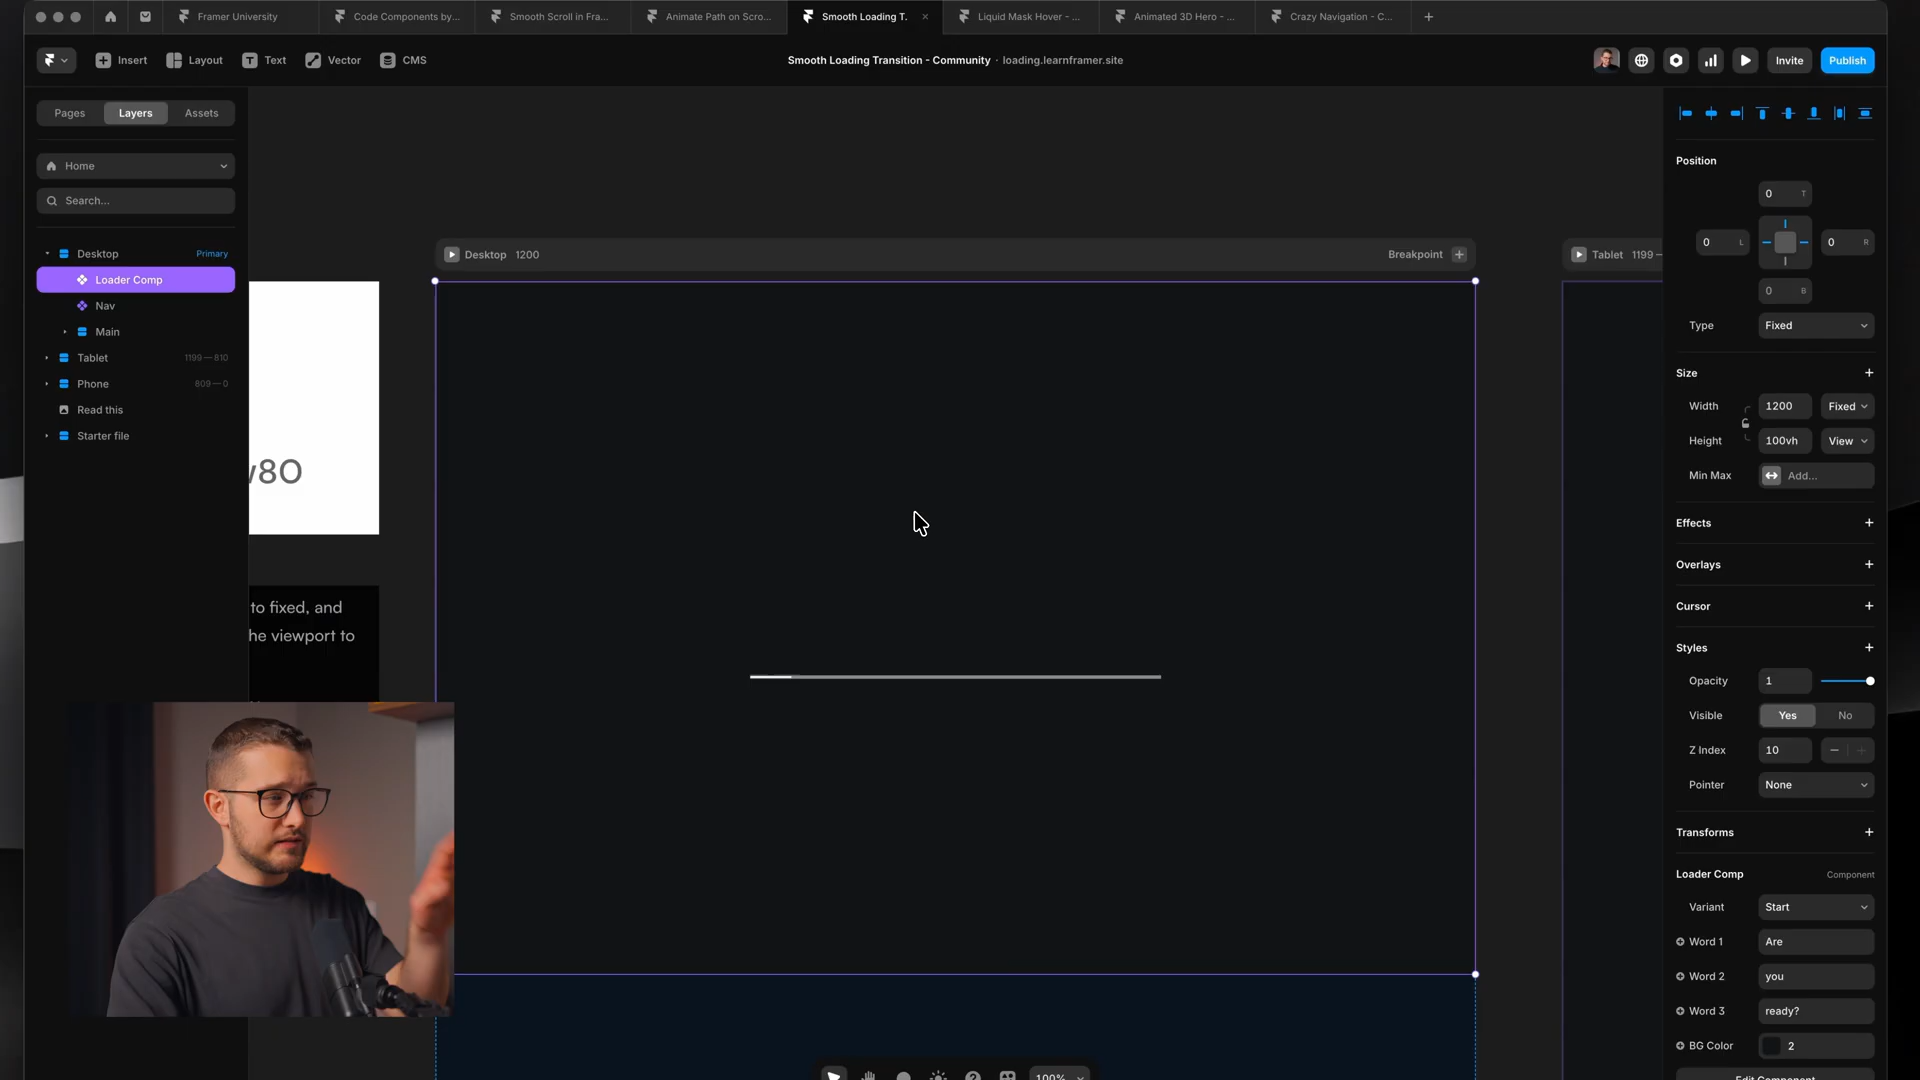 Framer University
Code Components by...
Smooth Scroll in Fra...
Animate Path on Scro...
Smooth Loading T.
Liquid Mask Hover - ...
Animated 3D Hero - ...
Crazy Navigation - C...
Insert
Layout
Text
Vector
CMS
Smooth Loading Transition - Community · loading.learnframer.site
Invite
Publish
Pages
Layers
Assets
Home
Search...
Desktop
Primary
Loader Comp
Nav
Main
Tablet
1199 — 810
Phone
809 — 0
Read this
Starter file
w8O
to fixed, and
he viewport to
Desktop 1200
Breakpoint
Tablet 1199 —
100%
Position
0 T
0 L
0 R
0 B
Type
Fixed
Size
Width
1200
Fixed
Height
100vh
View
Min Max
Add...
Effects
Overlays
Cursor
Styles
Opacity
1
Visible
Yes
No
Z Index
10
Pointer
None
Transforms
Loader Comp
Component
Variant
Start
Word 1
Are
Word 2
you
Word 3
ready?
BG Color
2
Edit Component